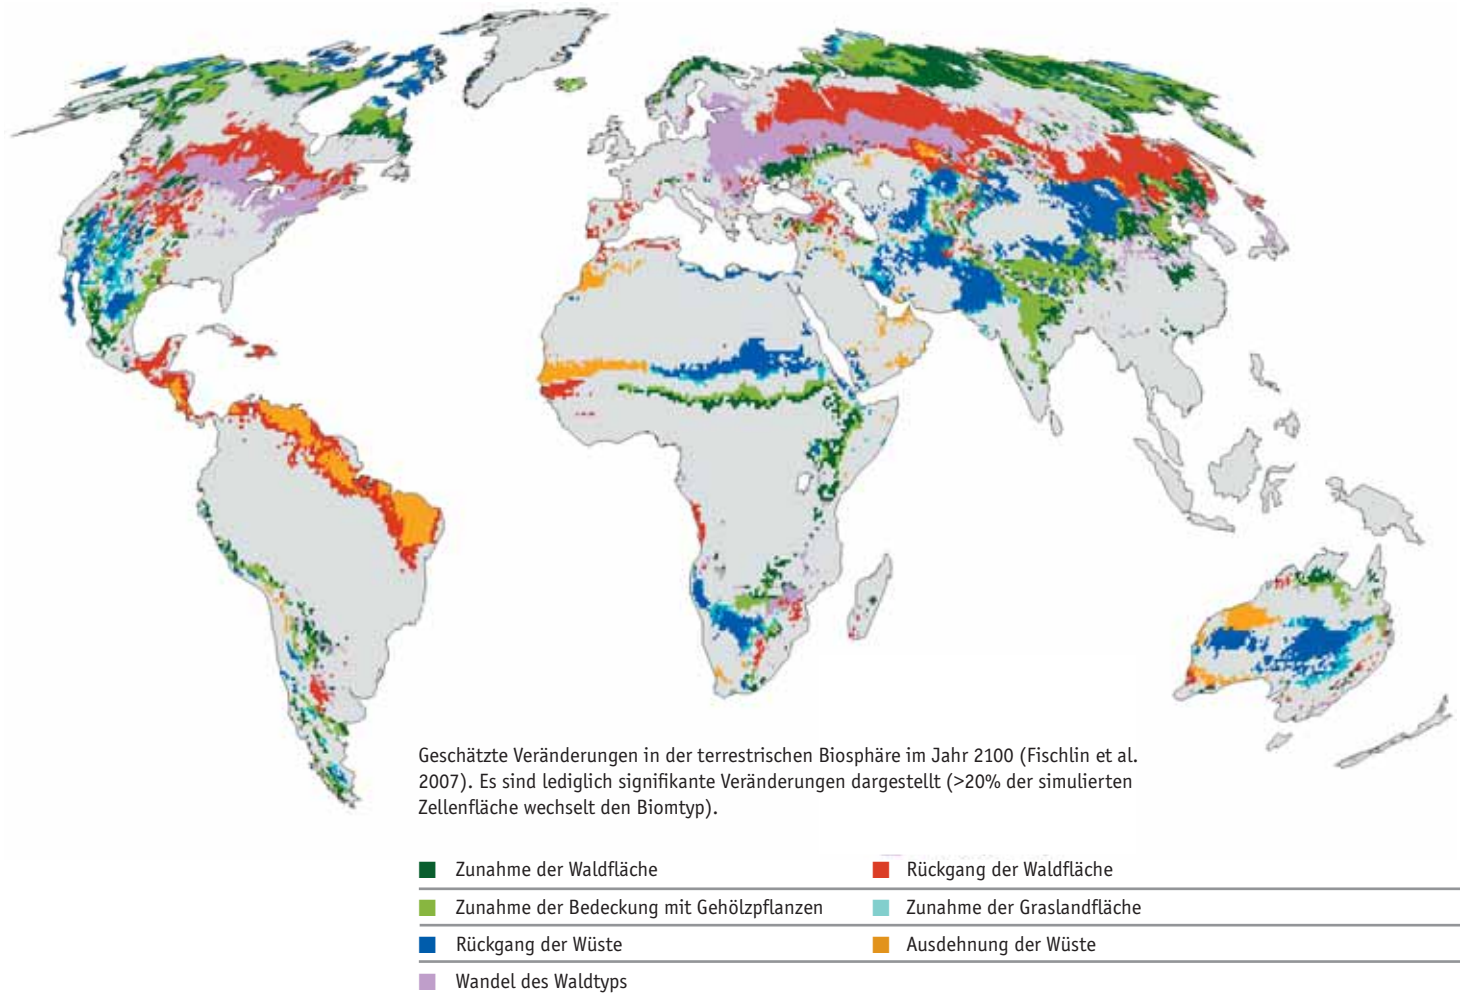 Geschätzte Veränderungen in der terrestrischen Biosphäre im Jahr 2100 (Fischlin et al.
2007). Es sind lediglich signifikante Veränderungen dargestellt (>20% der simulierten
Zellenfläche wechselt den Biomtyp).
Zunahme der Waldfläche
Rückgang der Waldfläche
Zunahme der Bedeckung mit Gehölzpflanzen
Zunahme der Graslandfläche
Rückgang der Wüste
Ausdehnung der Wüste
Wandel des Waldtyps